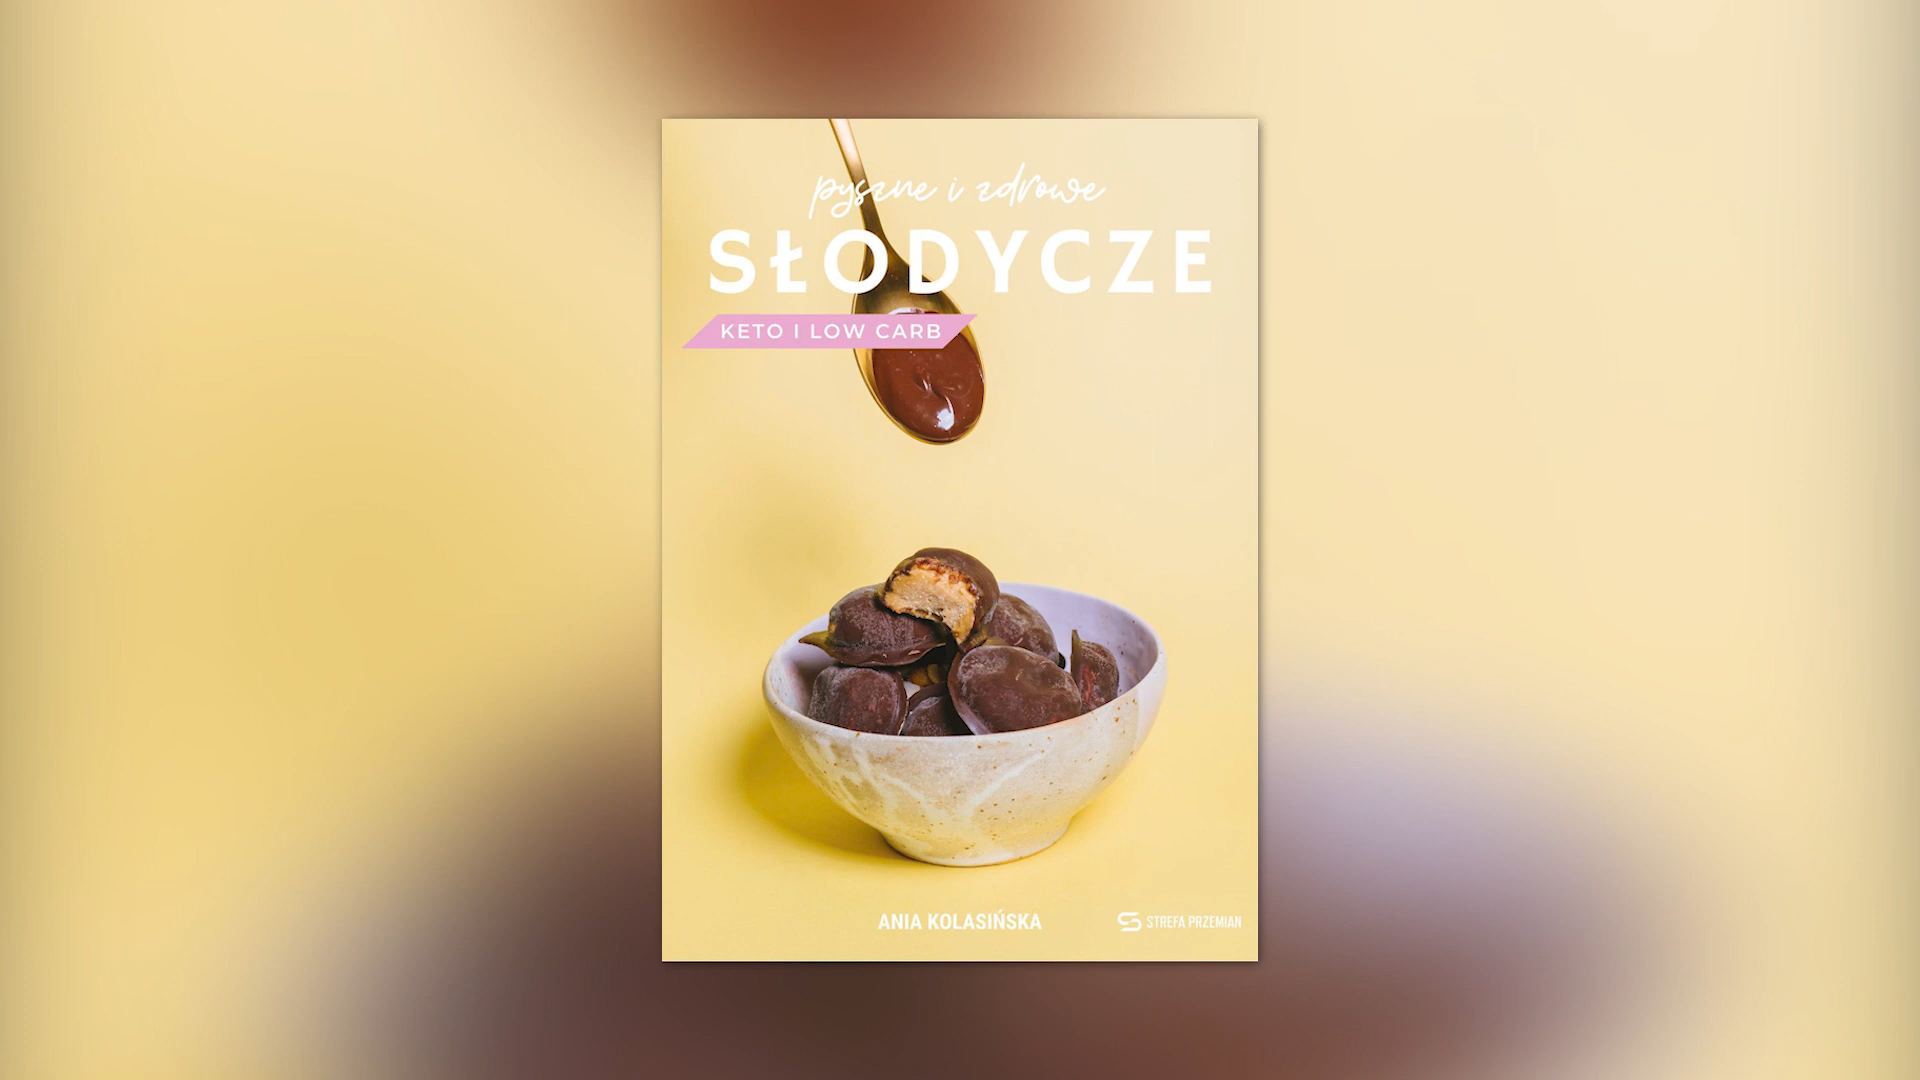 pyszne i zdrowe
SŁODYCZE
KETO I LOW CARB
ANIA KOLASIŃSKA
STREFA PRZEMIAN